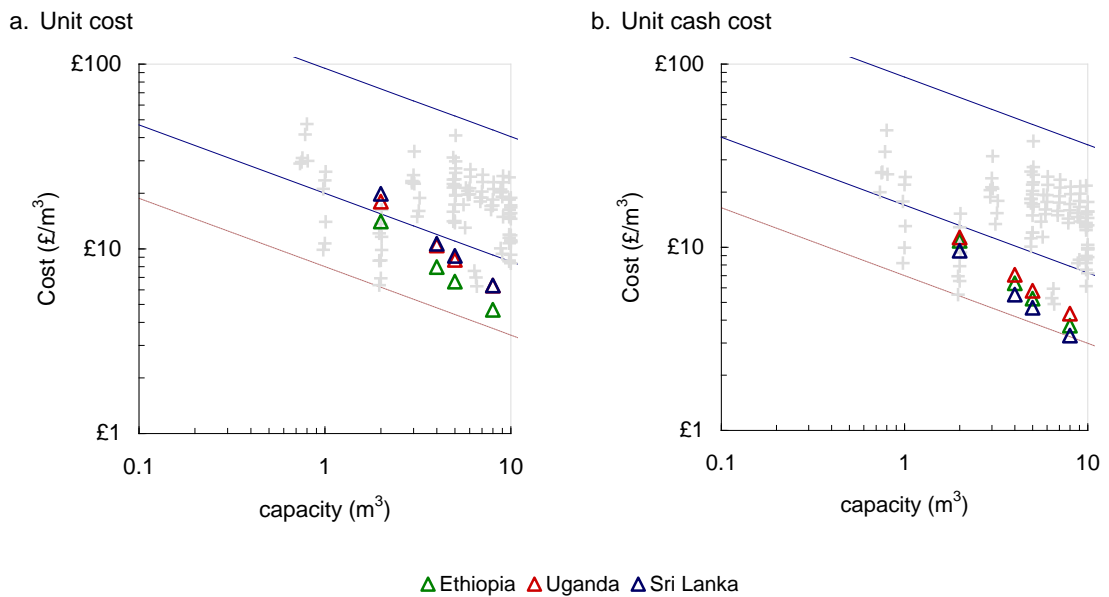 a. Unit cost
£100
£10
£1
Cost (£/m³)
0.1
1
10
capacity (m³)
b. Unit cash cost
£100
£10
£1
Cost (£/m³)
0.1
1
10
capacity (m³)
Ethiopia Uganda Sri Lanka